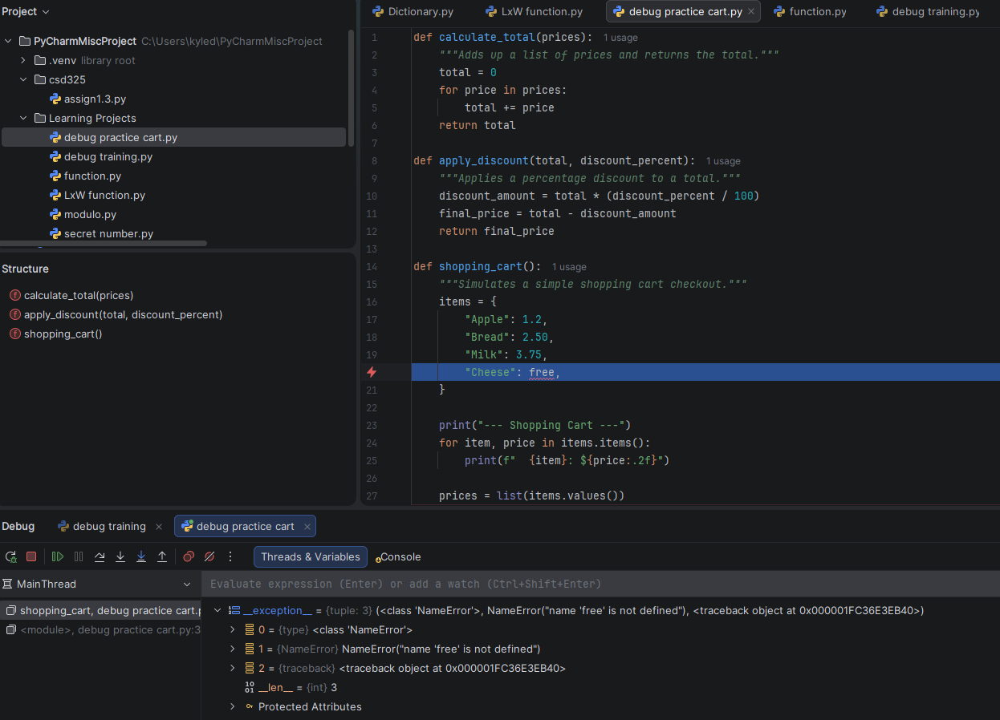 Project
PyCharmMiscProject C:\Users\kyled\PyCharmMiscProject
.venv library root
csd325
assign1.3.py
Learning Projects
debug practice cart.py
debug training.py
function.py
LxW function.py
modulo.py
secret number.py
Structure
calculate_total(prices)
apply_discount(total, discount_percent)
shopping_cart()
Dictionary.py LxW function.py debug practice cart.py function.py debug training.py
1 def calculate_total(prices): 1 usage
2 """Adds up a list of prices and returns the total."""
3 total = 0
4 for price in prices:
5 total += price
6 return total
7
8 def apply_discount(total, discount_percent): 1 usage
9 """Applies a percentage discount to a total."""
10 discount_amount = total * (discount_percent / 100)
11 final_price = total - discount_amount
12 return final_price
13
14 def shopping_cart(): 1 usage
15 """Simulates a simple shopping cart checkout."""
16 items = {
17 "Apple": 1.2,
18 "Bread": 2.50,
19 "Milk": 3.75,
"Cheese": free,
21 }
22
23 print("--- Shopping Cart ---")
24 for item, price in items.items():
25 print(f"  {item}: ${price:.2f}")
26
27 prices = list(items.values())
Debug debug training debug practice cart
Threads & Variables Console
MainThread
shopping_cart, debug practice cart.p
<module>, debug practice cart.py:3
Evaluate expression (Enter) or add a watch (Ctrl+Shift+Enter)
__exception__ = {tuple: 3} (<class 'NameError'>, NameError("name 'free' is not defined"), <traceback object at 0x000001FC36E3EB40>)
0 = {type} <class 'NameError'>
1 = {NameError} NameError("name 'free' is not defined")
2 = {traceback} <traceback object at 0x000001FC36E3EB40>
__len__ = {int} 3
Protected Attributes